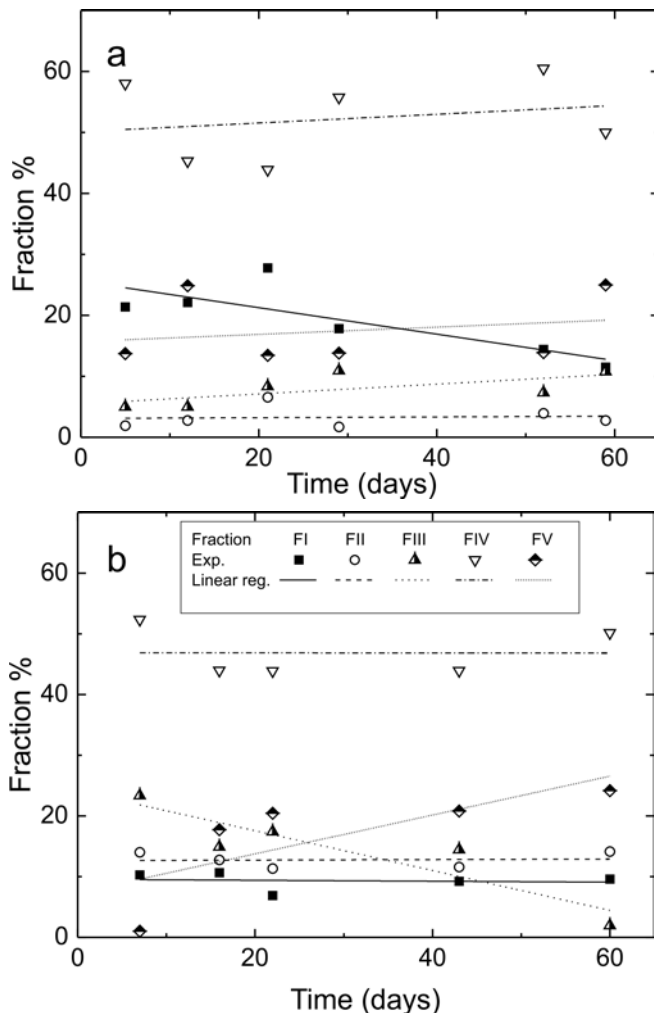 a
60
40
20
0
Fraction %
0 20 40 60
Time (days)
b
Fraction FI FII FIII FIV FV
Exp.
Linear reg.
60
40
20
0
Fraction %
0 20 40 60
Time (days)